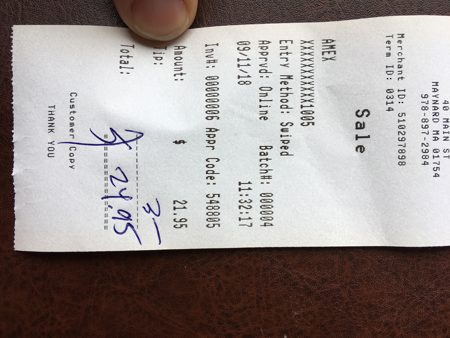 40 MAIN ST
MAYNARD MA 01754
978-897-2984
Merchant ID: 510297898
Term ID: 0314
Sale
AMEX
XXXXXXXXXXX1005
Entry Method: Swiped
Apprvd: Online Batch#: 000004
09/11/18 11:32:17
Inv#: 00000006 Appr Code: 548805
Amount: $ 21.95
Tip: 3-
Total: $ 24.95
Customer Copy
THANK YOU